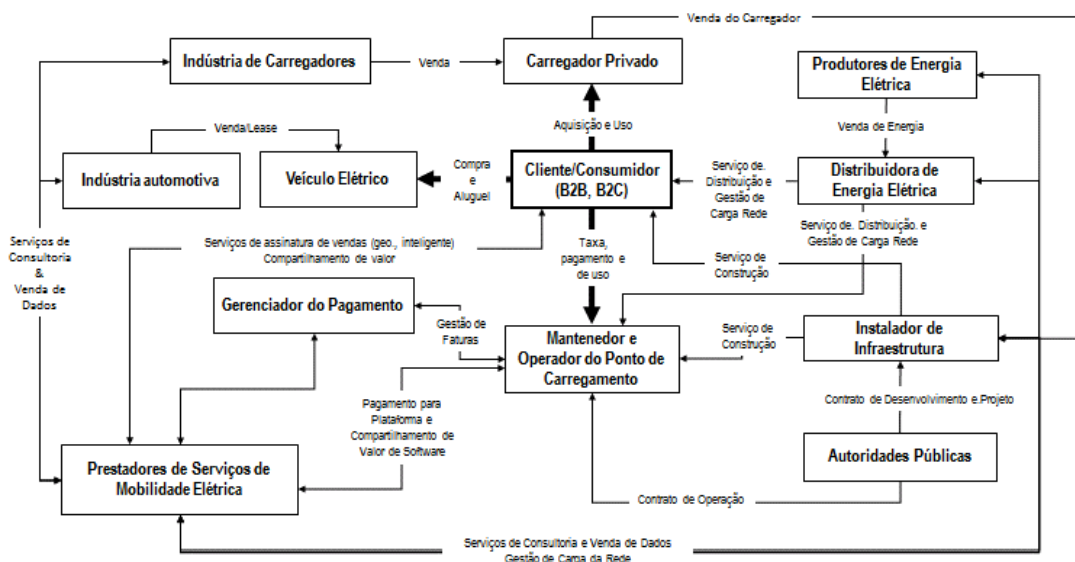 Venda do Carregador
Indústria de Carregadores
Venda
Carregador Privado
Produtores de Energia
Elétrica
Aquisição e Uso
Venda de Energia
Venda/Lease
Indústria automotiva
Veículo Elétrico
Compra
e
Aluguel
Cliente/Consumidor
(B2B, B2C)
Serviço de.
Distribuição e
Gestão de
Carga Rede
Distribuidora de
Energia Elétrica
Serviço de. Distribuição. e
Gestão de Carga Rede
Serviços de
Consultoria
&
Venda de
Dados
Serviços de assinatura de vendas (geo., inteligente)
Compartilhamento de valor
Taxa,
pagamento e
de uso
Serviço de
Construção
Gerenciador do Pagamento
Gestão de
Faturas
Mantenedor e
Operador do Ponto de
Carregamento
Serviço de
Construção
Instalador de
Infraestrutura
Pagamento para
Plataforma e
Compartilhamento de
Valor de Software
Contrato de Desenvolvimento e.Projeto
Autoridades Públicas
Prestadores de Serviços de
Mobilidade Elétrica
Contrato de Operação
Serviços de Consultoria e Venda de Dados
Gestão de Carga da Rede